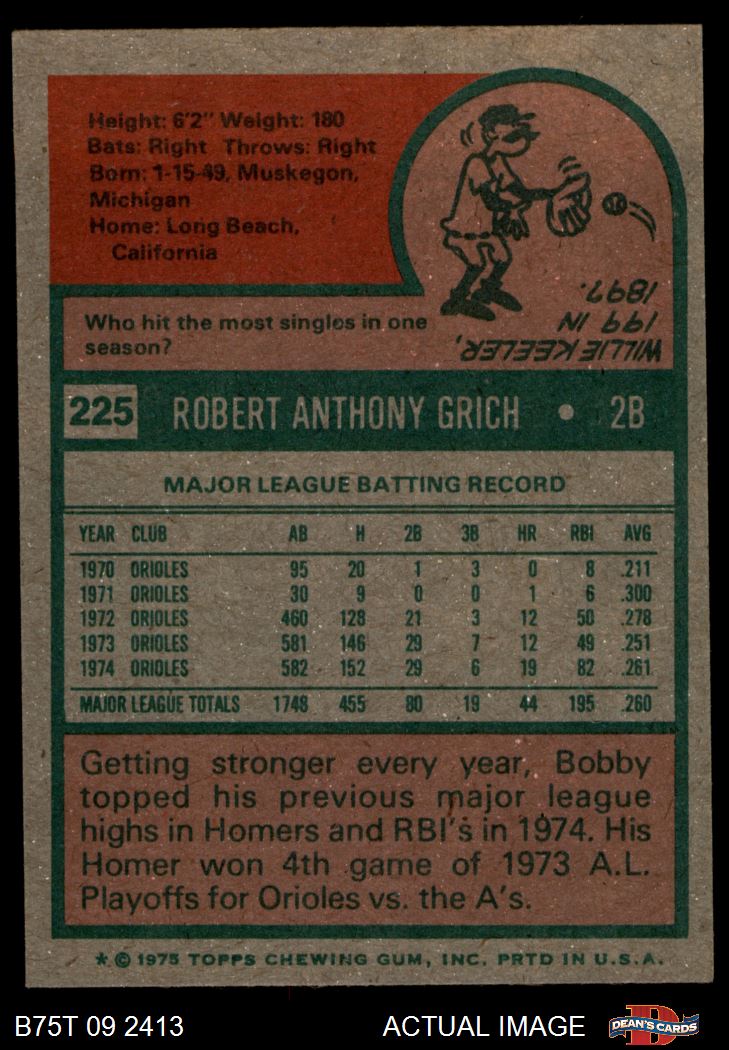 Height: 6'2" Weight: 180
Bats: Right Throws: Right
Born: 1-15-49, Muskegon,
Michigan
Home: Long Beach,
California
Who hit the most singles in one
season?
WILLIE KEELER,
199 IN
1897.
225 ROBERT ANTHONY GRICH • 2B
MAJOR LEAGUE BATTING RECORD
YEAR CLUB AB H 2B 3B HR RBI AVG
1970 ORIOLES 95 20 1 3 0 8 .211
1971 ORIOLES 30 9 0 0 1 6 .300
1972 ORIOLES 460 128 21 3 12 50 .278
1973 ORIOLES 581 146 29 7 12 49 .251
1974 ORIOLES 582 152 29 6 19 82 .261
MAJOR LEAGUE TOTALS 1748 455 80 19 44 195 .260
Getting stronger every year, Bobby
topped his previous major league
highs in Homers and RBI's in 1974. His
Homer won 4th game of 1973 A.L.
Playoffs for Orioles vs. the A's.
* © 1975 TOPPS CHEWING GUM, INC. PRTD IN U.S.A.
B75T 09 2413 ACTUAL IMAGE D DEAN'S CARDS